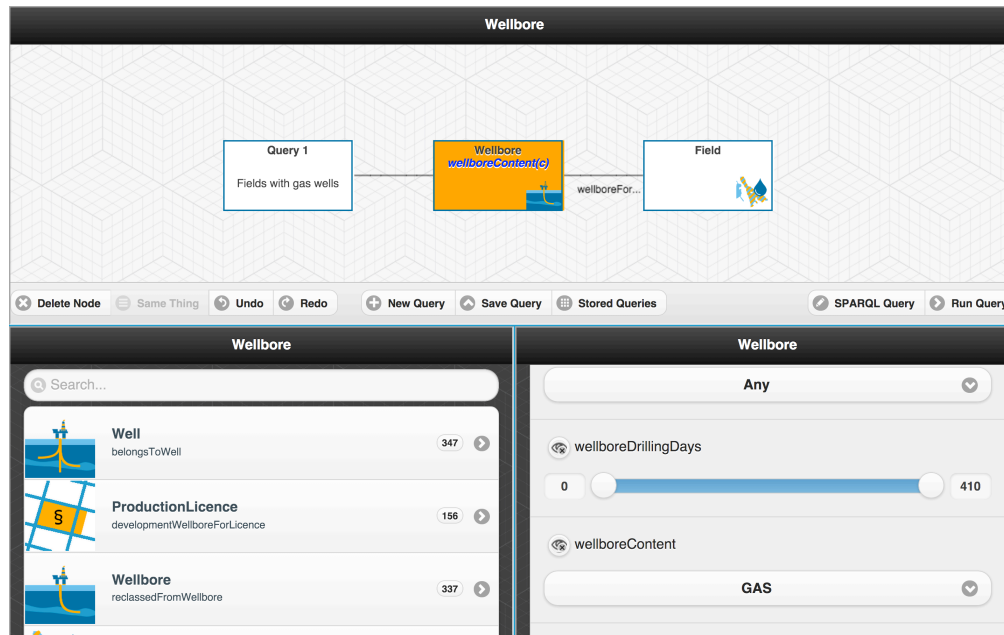 Wellbore
Query 1
Fields with gas wells
Wellbore
wellboreContent(c)
wellboreFor...
Field
Delete Node
Same Thing
Undo
Redo
New Query
Save Query
Stored Queries
SPARQL Query
Run Query
Wellbore
Search...
Well
belongsToWell
347
ProductionLicence
developmentWellboreForLicence
156
§
Wellbore
reclassedFromWellbore
337
Wellbore
Any
wellboreDrillingDays
0
410
wellboreContent
GAS